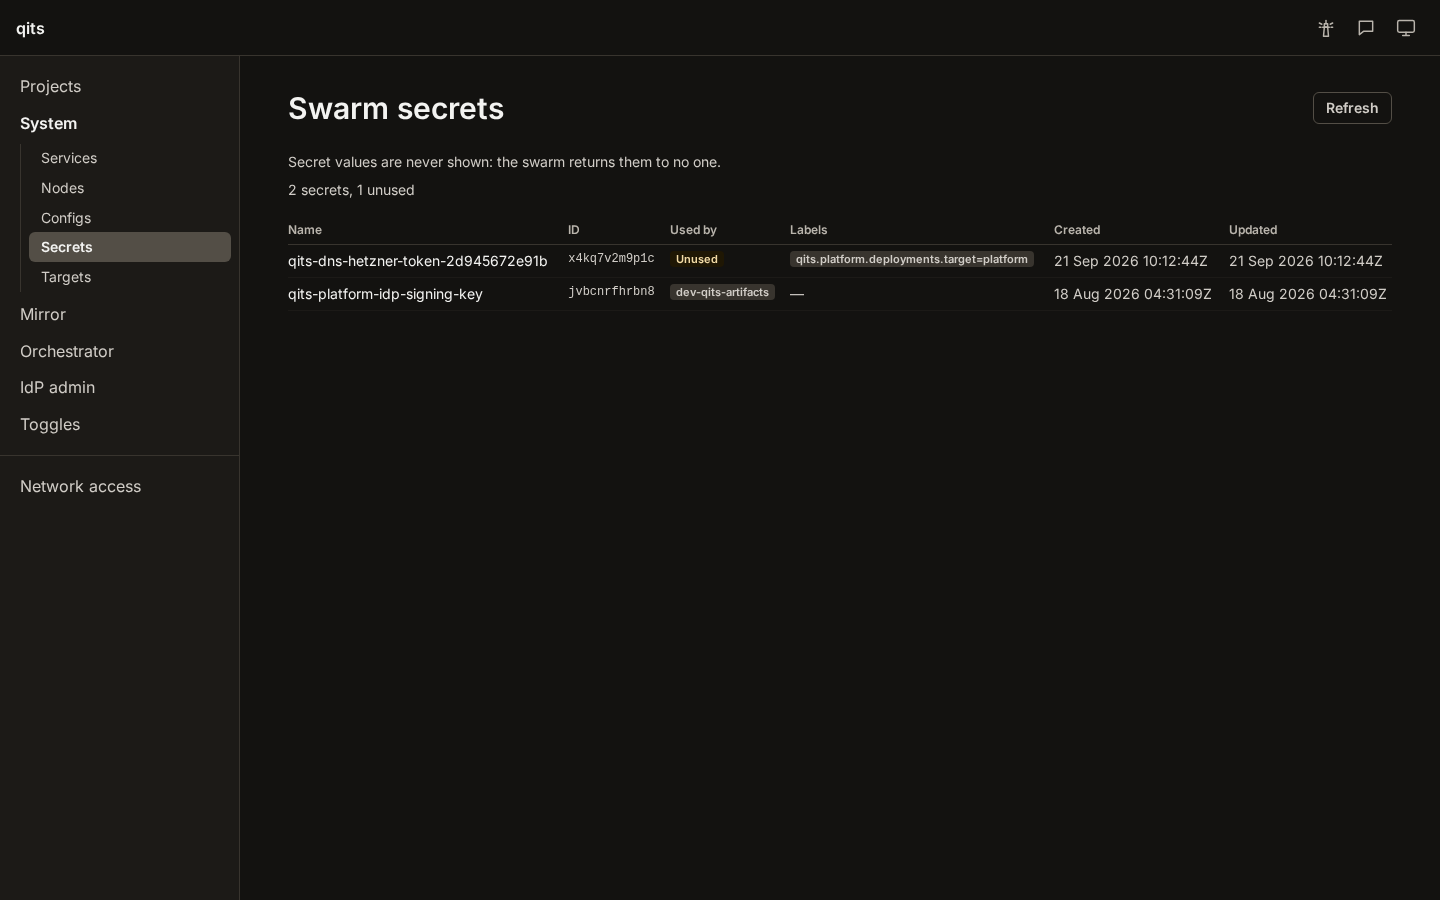 qits
Projects
System
Services
Nodes
Configs
Secrets
Targets
Mirror
Orchestrator
IdP admin
Toggles
Network access
Swarm secrets
Refresh
Secret values are never shown: the swarm returns them to no one.
2 secrets, 1 unused
Name ID Used by Labels Created Updated
qits-dns-hetzner-token-2d945672e91b x4kq7v2m9p1c Unused qits.platform.deployments.target=platform 21 Sep 2026 10:12:44Z 21 Sep 2026 10:12:44Z
qits-platform-idp-signing-key jvbcnrfhrbn8 dev-qits-artifacts — 18 Aug 2026 04:31:09Z 18 Aug 2026 04:31:09Z